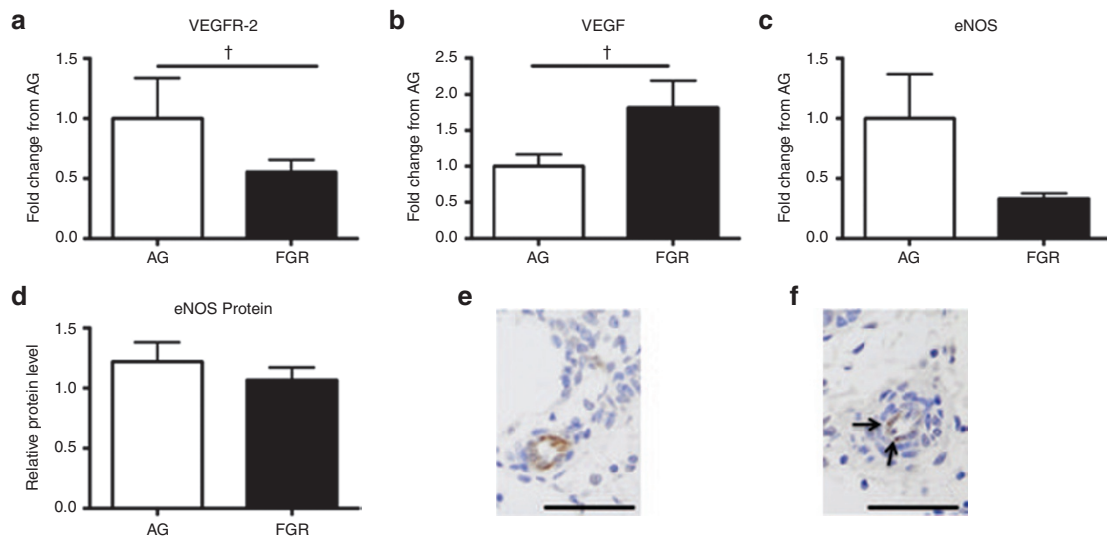 a
VEGFR-2
†
Fold change from AG
1.5
1.0
0.5
0.0
AG FGR
b
VEGF
†
Fold change from AG
2.5
2.0
1.5
1.0
0.5
0.0
AG FGR
c
eNOS
Fold change from AG
1.5
1.0
0.5
0.0
AG FGR
d
eNOS Protein
Relative protein level
1.5
1.0
0.5
0.0
AG FGR
e
f